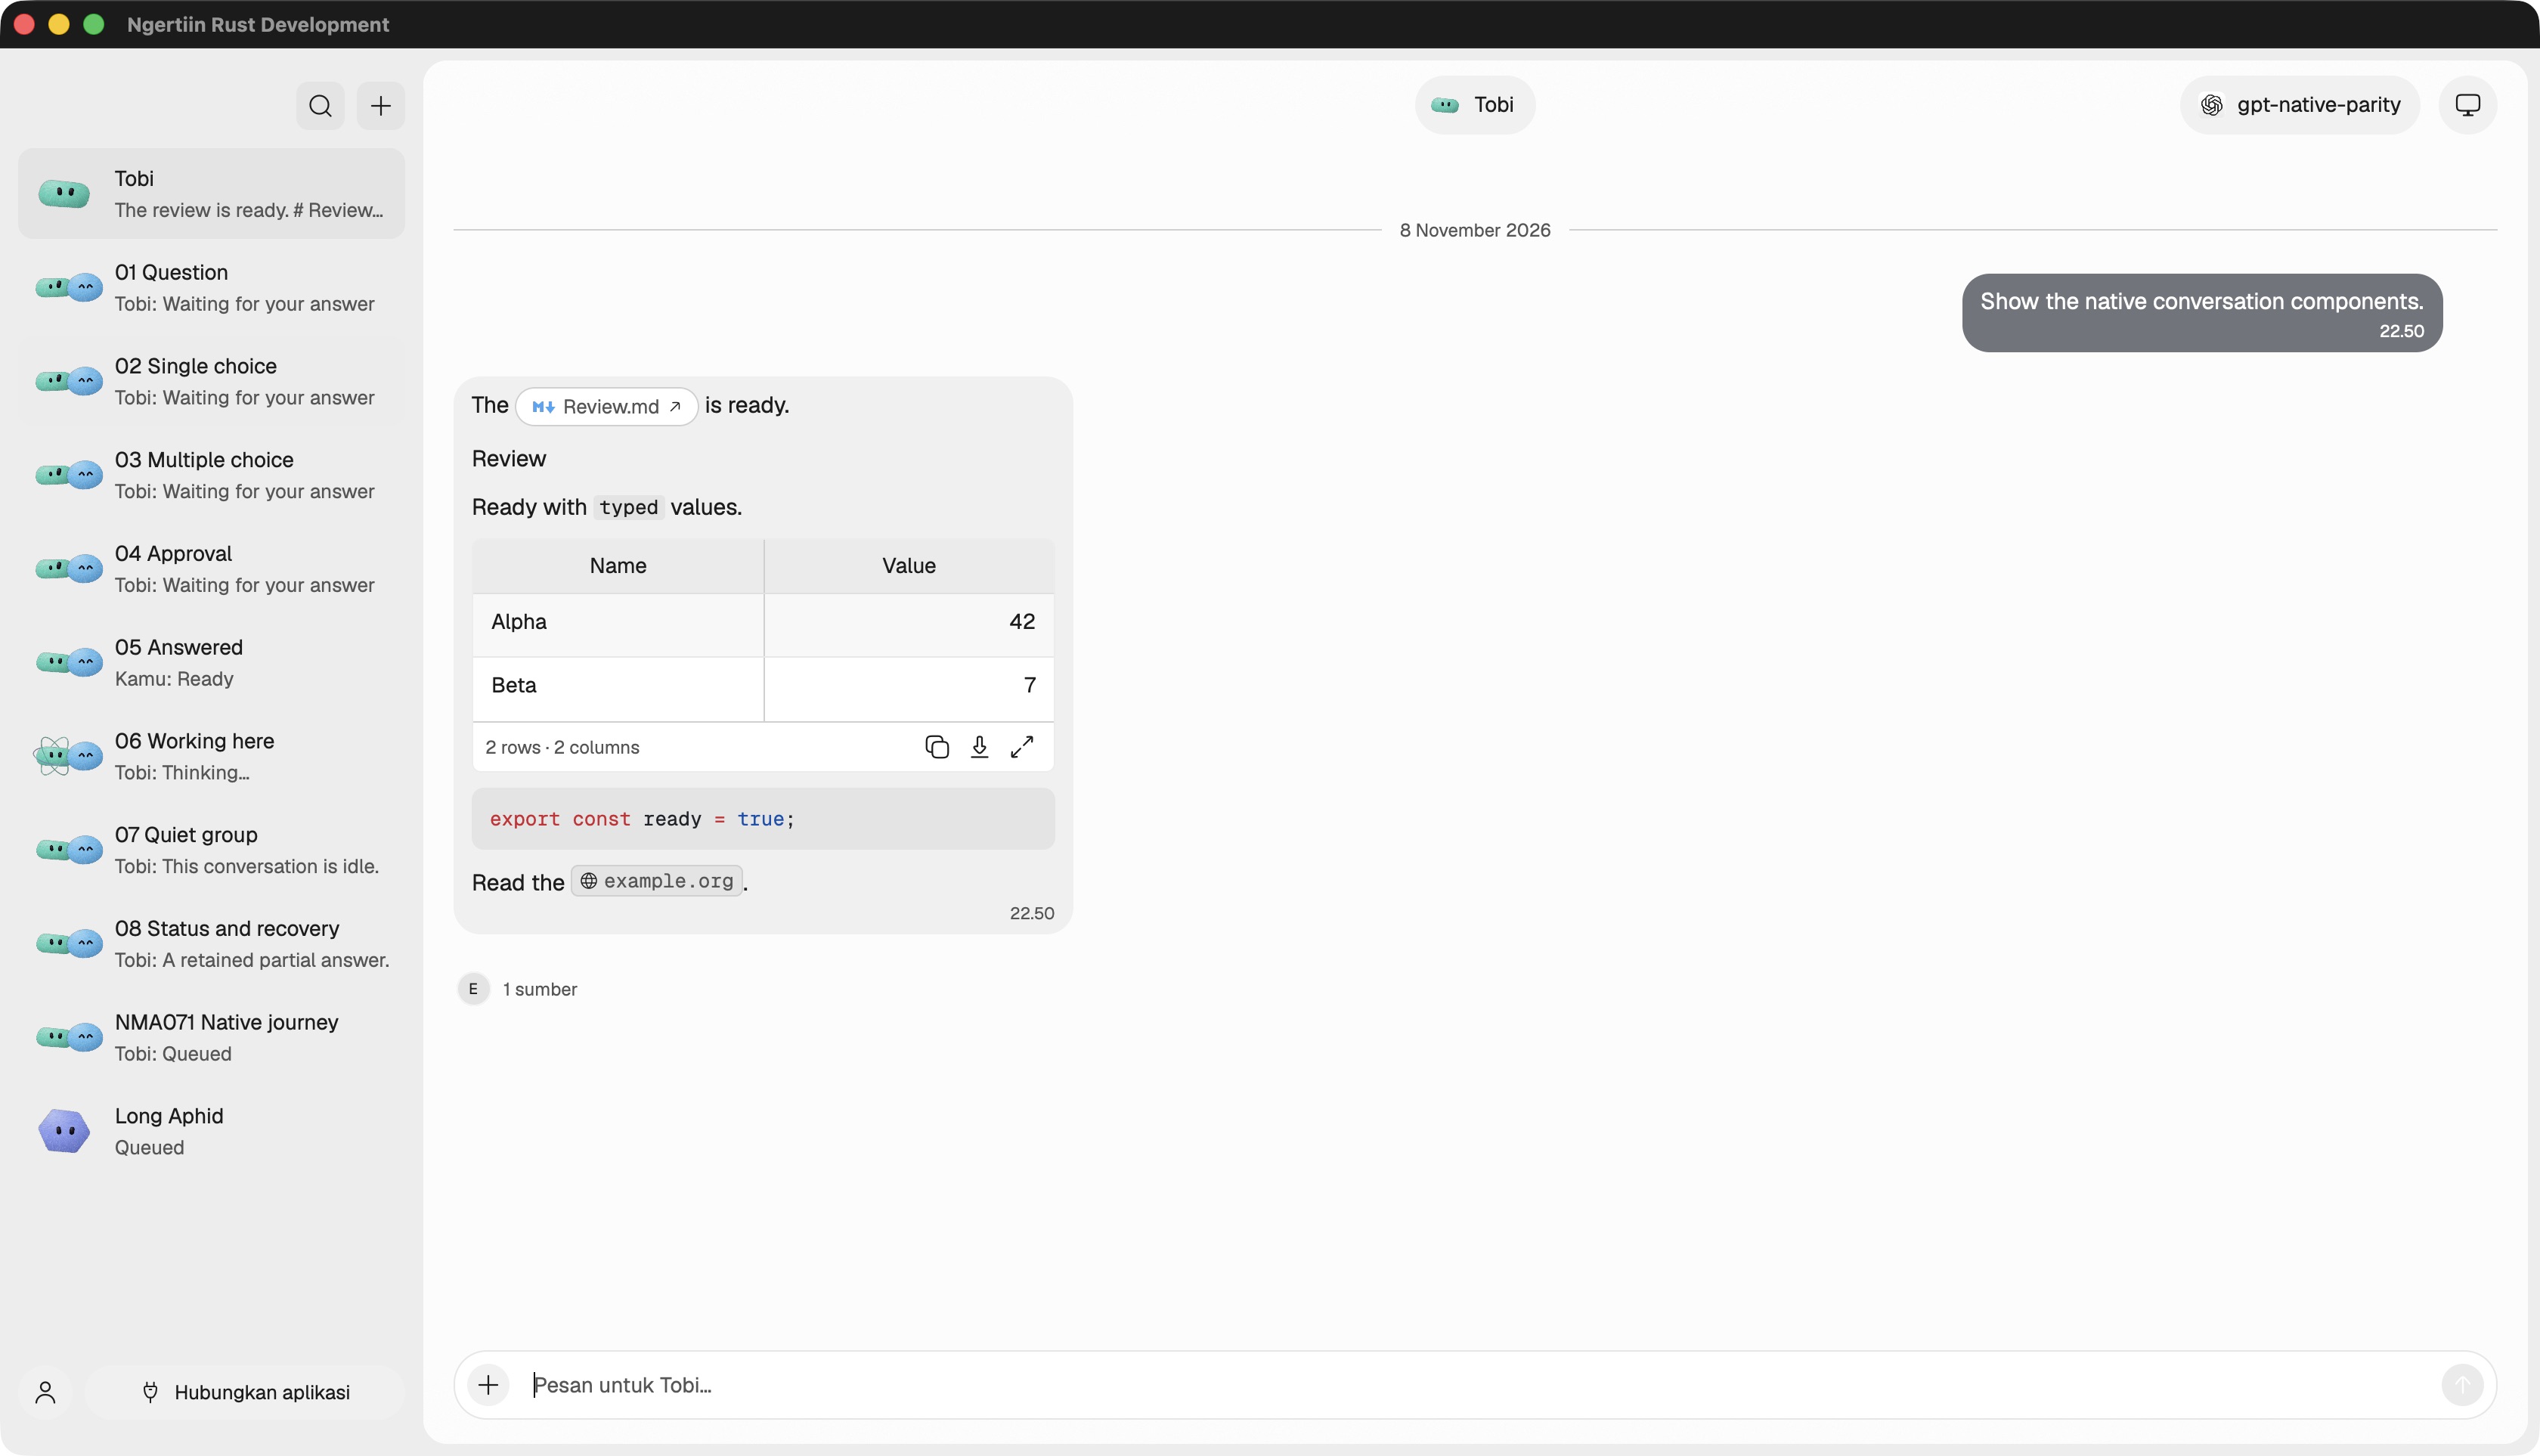 Ngertiin Rust Development
Tobi
The review is ready. # Review...
01 Question
Tobi: Waiting for your answer
02 Single choice
Tobi: Waiting for your answer
03 Multiple choice
Tobi: Waiting for your answer
04 Approval
Tobi: Waiting for your answer
05 Answered
Kamu: Ready
06 Working here
Tobi: Thinking...
07 Quiet group
Tobi: This conversation is idle.
08 Status and recovery
Tobi: A retained partial answer.
NMA071 Native journey
Tobi: Queued
Long Aphid
Queued
Hubungkan aplikasi
Tobi
gpt-native-parity
8 November 2026
Show the native conversation components.
22.50
The M↓ Review.md ↗ is ready.
Review
Ready with typed values.
Name Value
Alpha 42
Beta 7
2 rows · 2 columns
export const ready = true;
Read the example.org.
22.50
E 1 sumber
Pesan untuk Tobi...